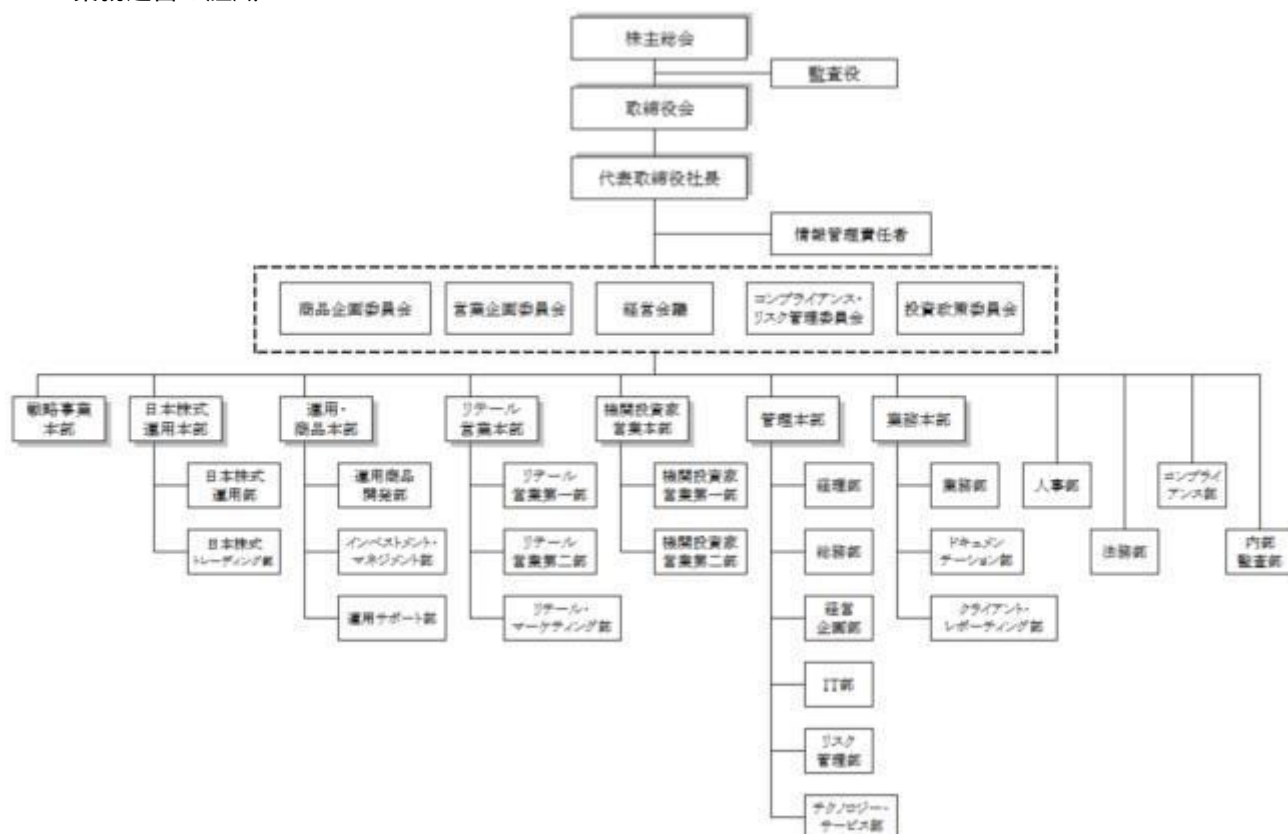 株主総会
監査役
取締役会
代表取締役社長
情報管理責任者
商品企画委員会
営業企画委員会
経営会議
コンプライアンス・
リスク管理委員会
投資政策委員会
戦略事業
本部
日本株式
運用本部
運用・
商品本部
リテール
営業本部
機関投資家
営業本部
管理本部
業務本部
日本株式
運用部
運用商品
開発部
リテール
営業第一部
機関投資家
営業第一部
経理部
業務部
人事部
コンプライ
アンス部
日本株式
トレーディング部
インベストメント・
マネジメント部
リテール
営業第二部
機関投資家
営業第二部
総務部
ドキュメン
テーション部
法務部
内部
監査部
運用サポート部
リテール・
マーケティング部
経営
企画部
クライアント・
レポーティング部
IT部
リスク
管理部
テクノロジー・
サービス部